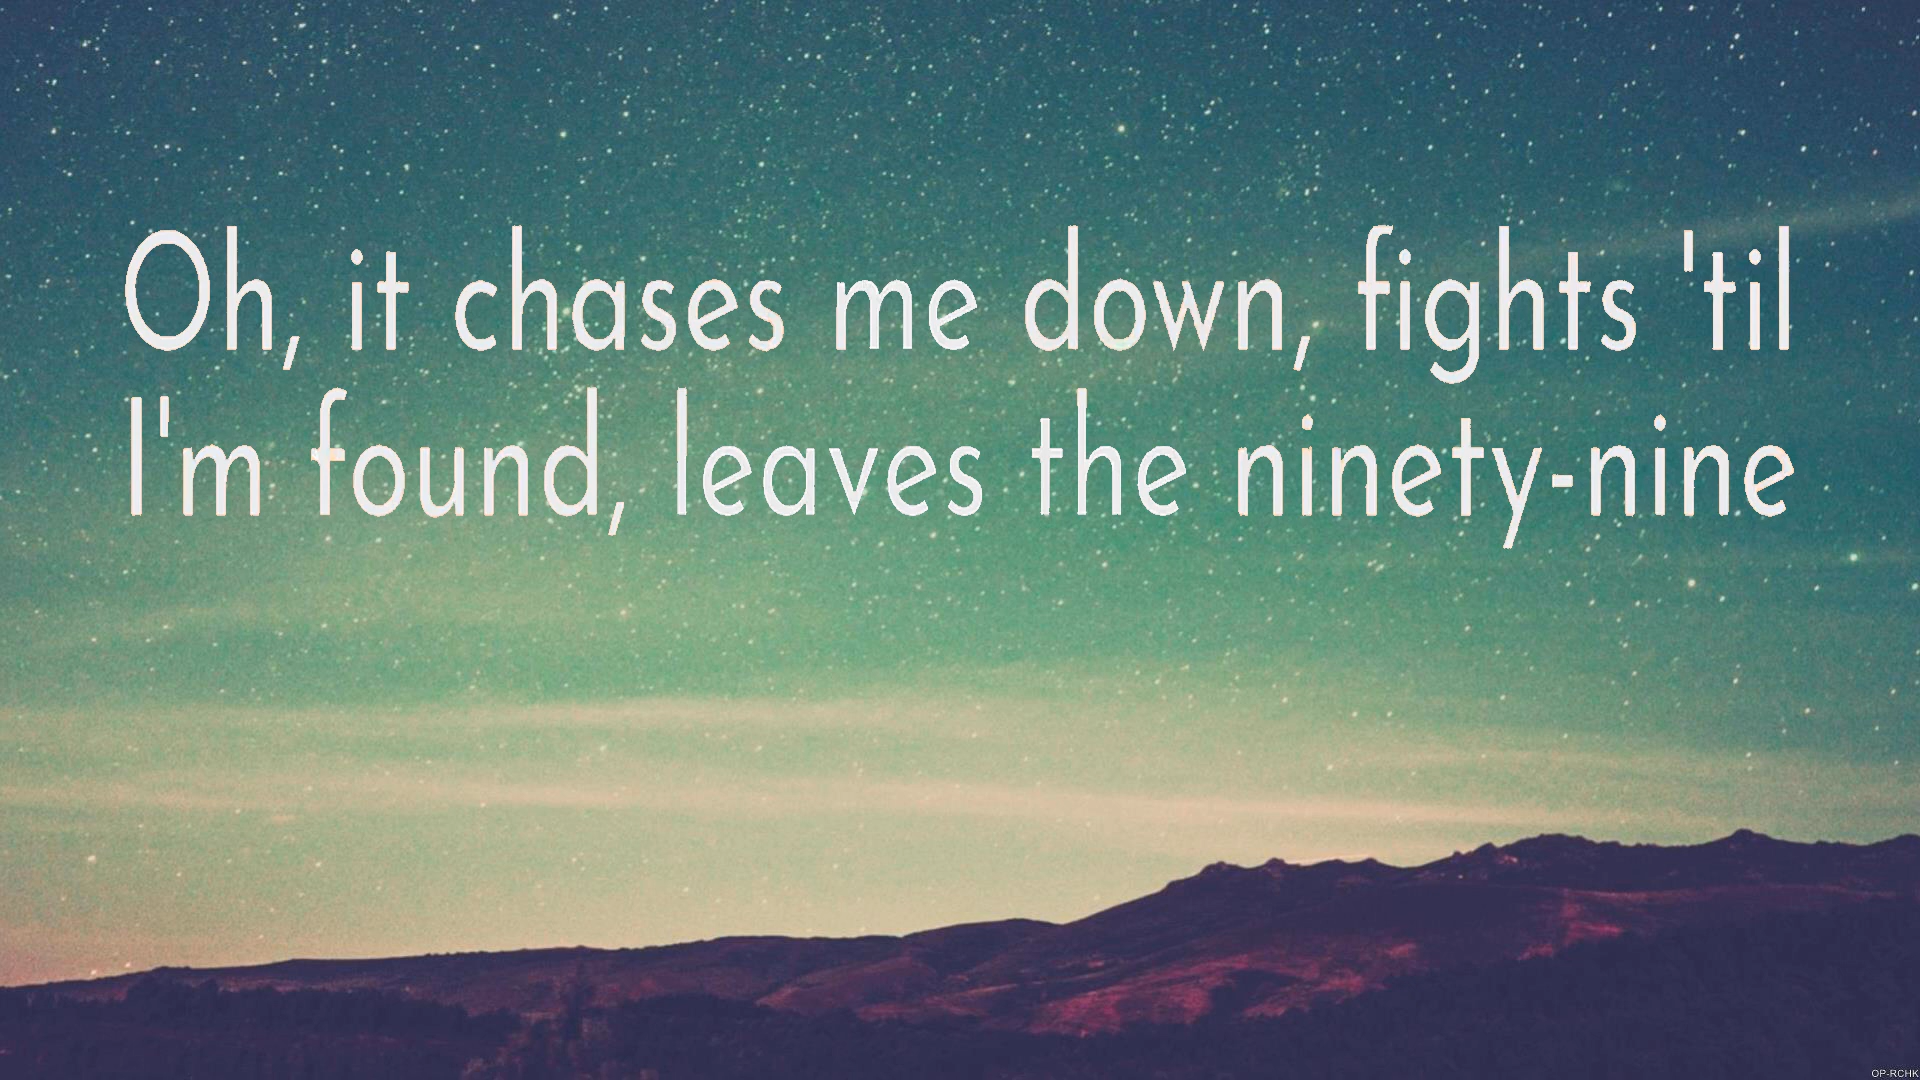 Oh, it chases me down, fights 'til
I'm found, leaves the ninety-nine
OP-RCHK